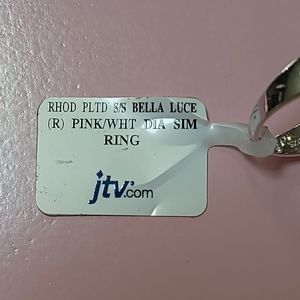 RHOD PLTD S/S BELLA LUCE
(R) PINK/WHT DIA SIM
RING
jtv.com